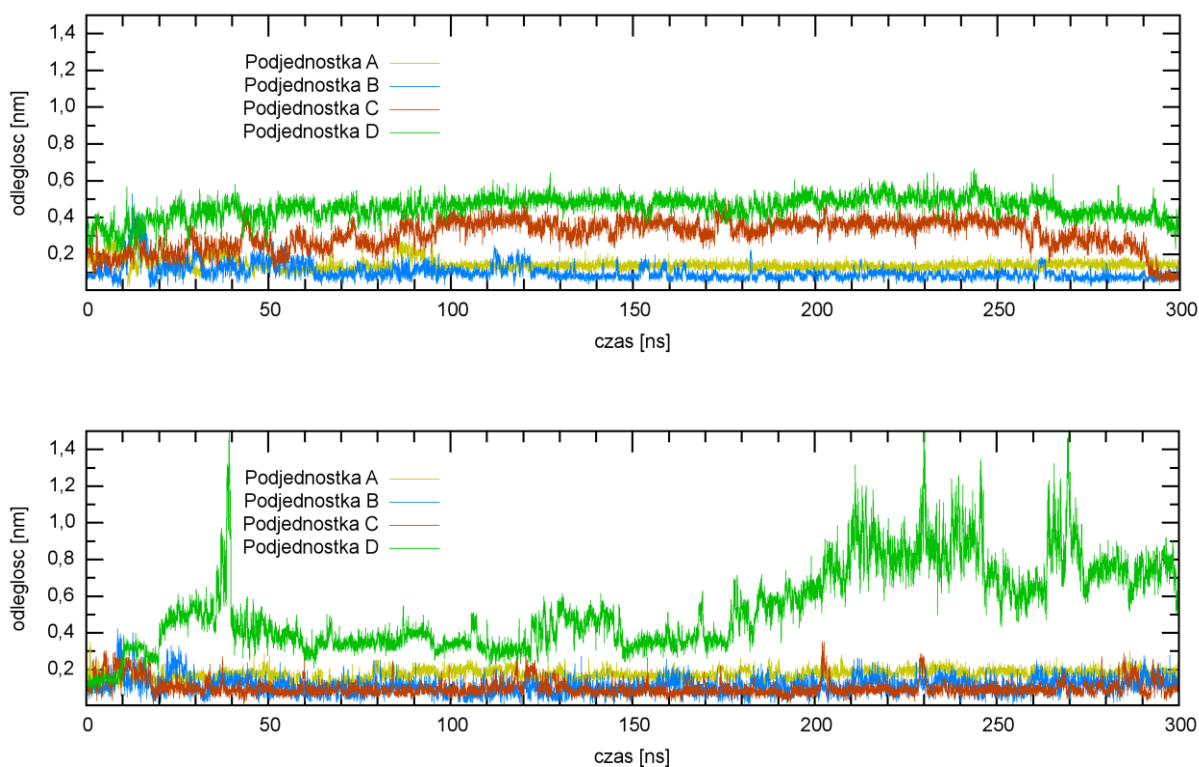 1,4
1,2
1,0
0,8
0,6
0,4
0,2
odleglosc [nm]
Podjednostka A
Podjednostka B
Podjednostka C
Podjednostka D
0 50 100 150 200 250 300
czas [ns]
1,4
1,2
1,0
0,8
0,6
0,4
0,2
odleglosc [nm]
Podjednostka A
Podjednostka B
Podjednostka C
Podjednostka D
0 50 100 150 200 250 300
czas [ns]